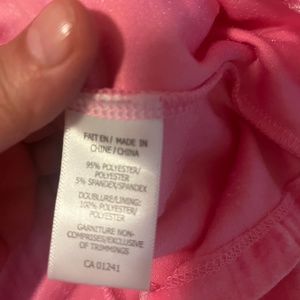 FAIT EN / MADE IN
CHINE / CHINA
95% POLYESTER/
POLYESTER
5% SPANDEX/SPANDEX
DOUBLURE/LINING:
100% POLYESTER/
POLYESTER
GARNITURE NON-
COMPRISES/EXCLUSIVE
OF TRIMMINGS
CA 01241